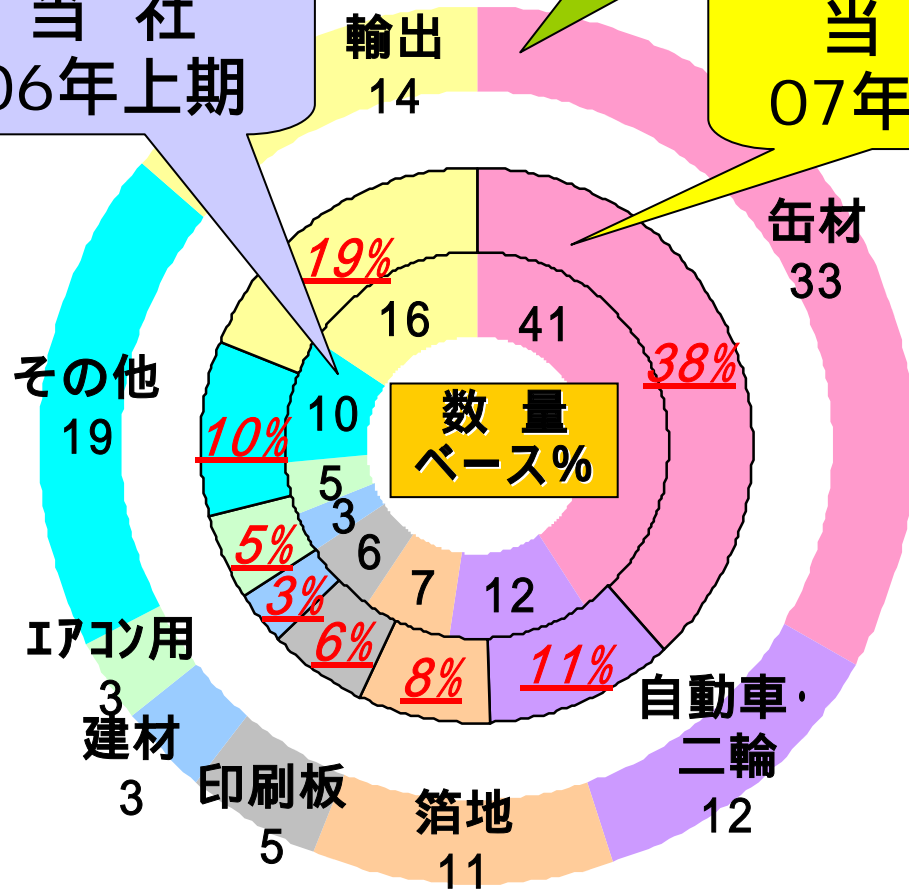 当 社
06年上期
輸出
14
当
07年
缶材
33
19%
16
41
38%
その他
19
10%
10
数 量
ベース%
5
5%
3
3%
6
6%
7
8%
12
11%
エアコン用
3
建材
3
印刷板
5
箔地
11
自動車・
二輪
12